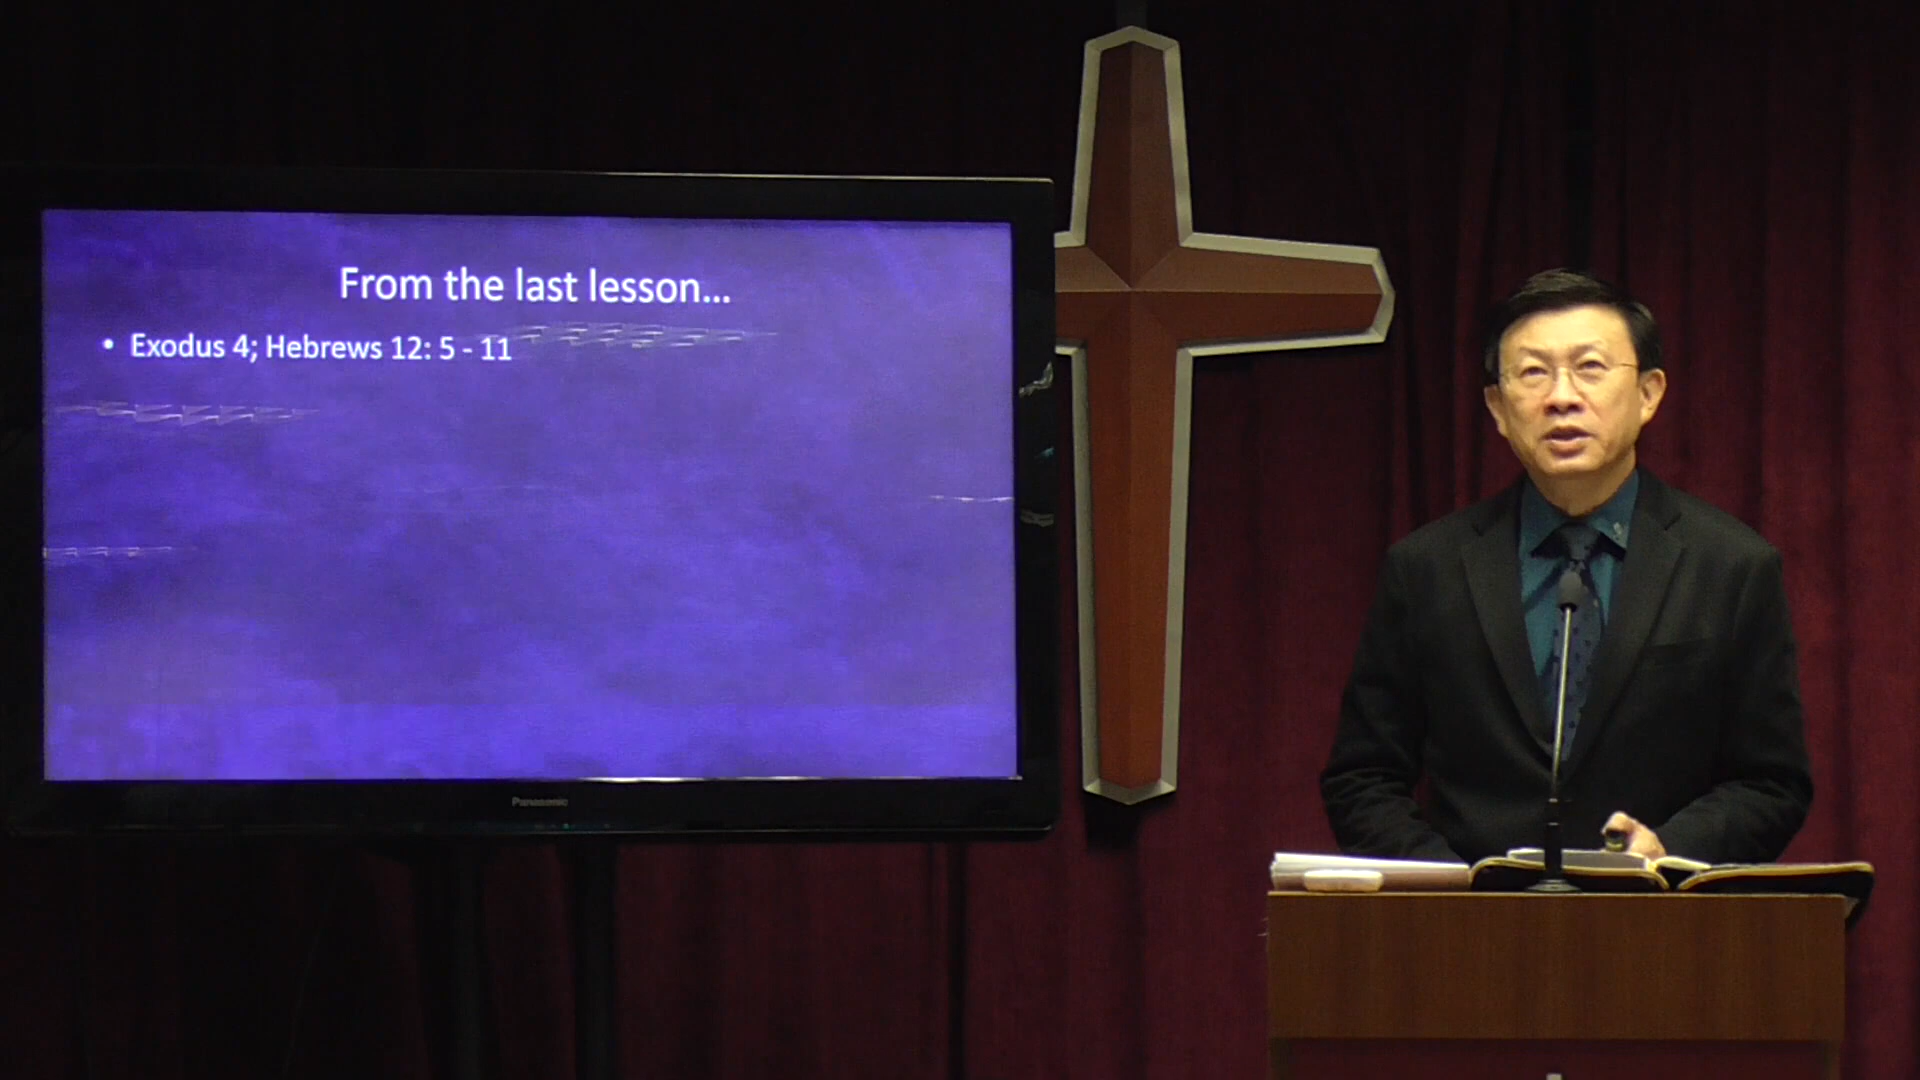 From the last lesson...
• Exodus 4; Hebrews 12: 5 - 11
Panasonic